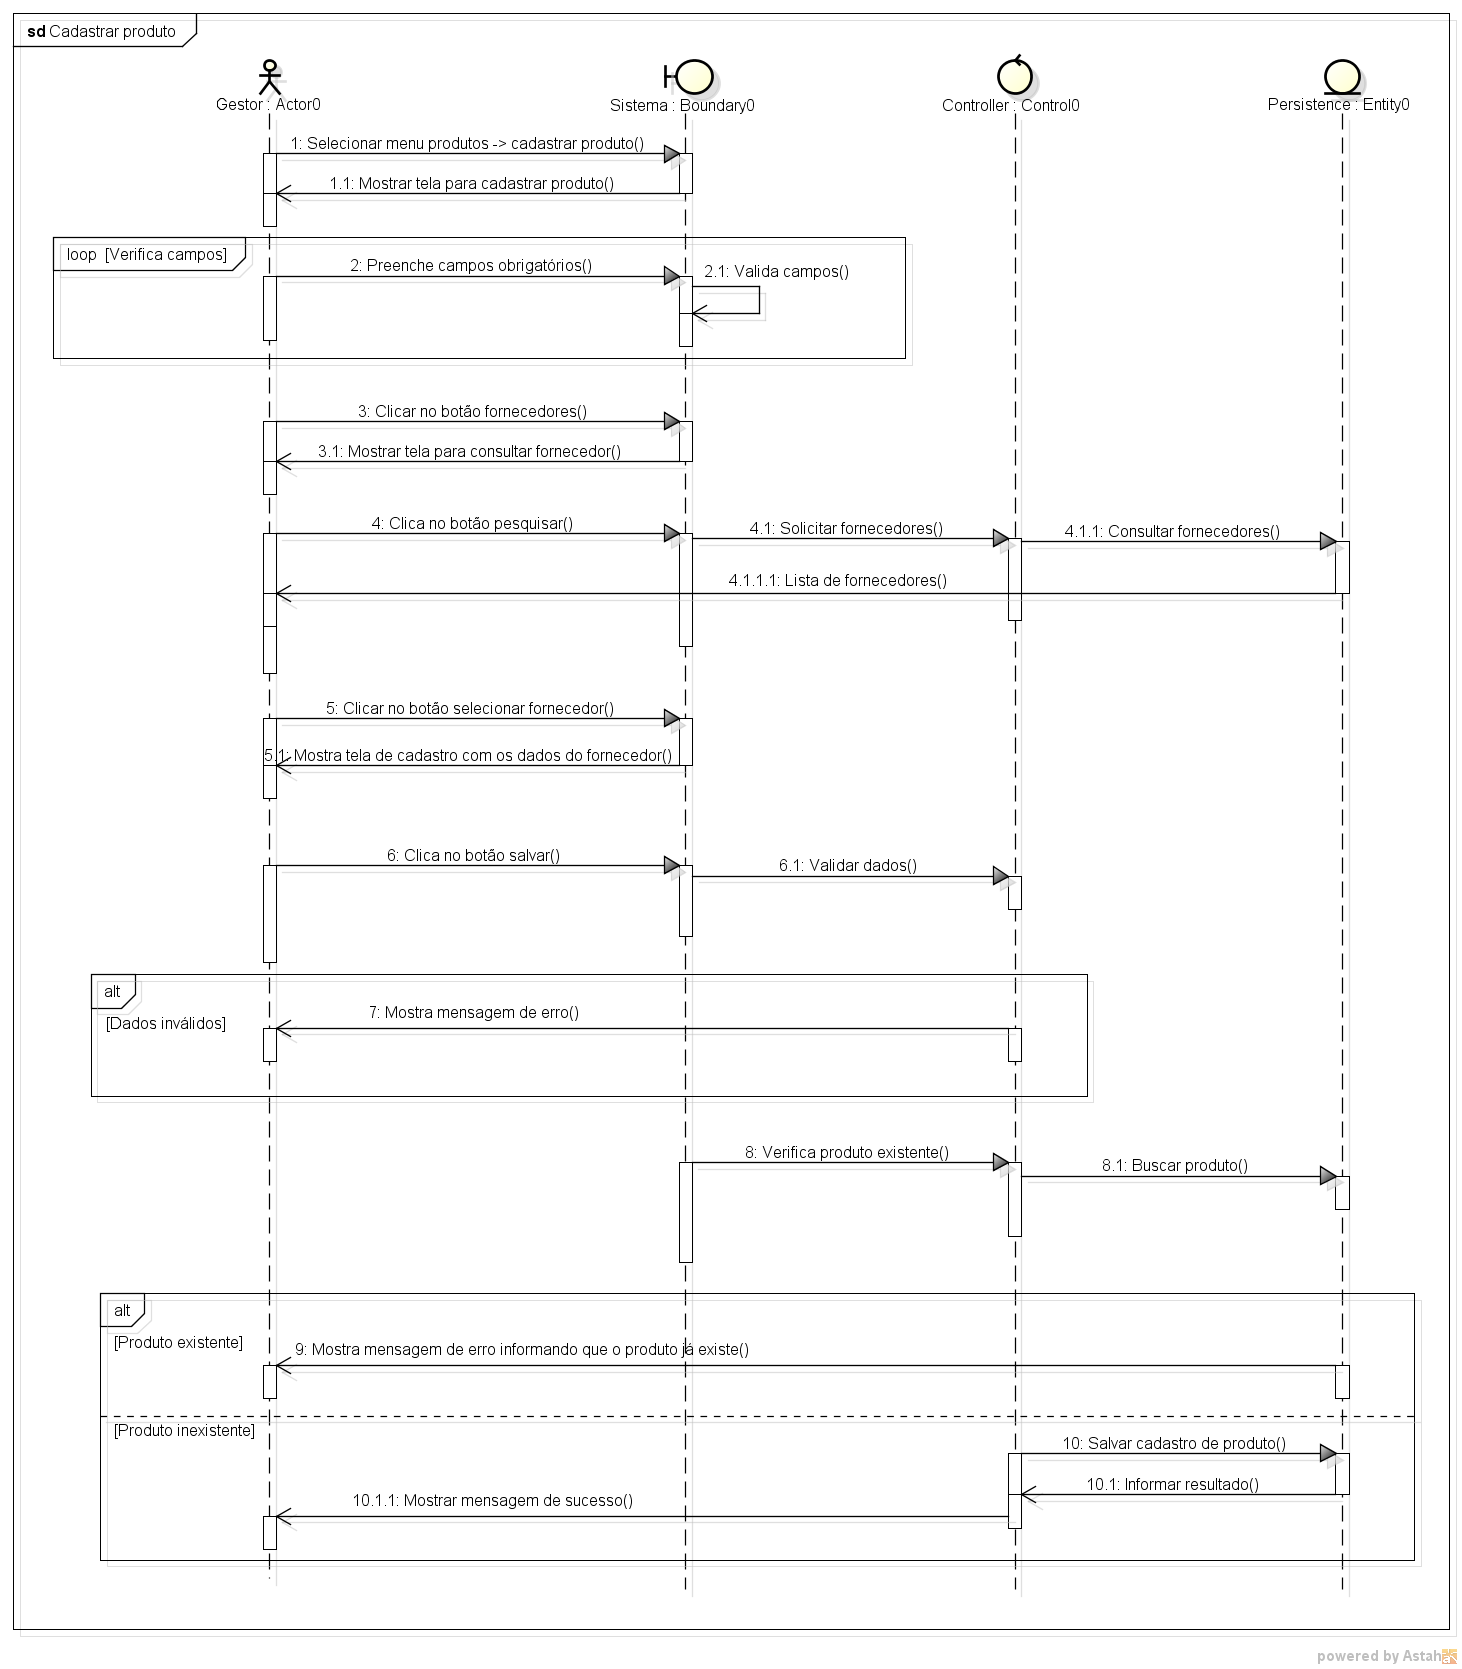 sd Cadastrar produto
Gestor : Actor0
Sistema : Boundary0
Controller : Control0
Persistence : Entity0
1: Selecionar menu produtos -> cadastrar produto()
1.1: Mostrar tela para cadastrar produto()
loop [Verifica campos]
2: Preenche campos obrigatórios()
2.1: Valida campos()
3: Clicar no botão fornecedores()
3.1: Mostrar tela para consultar fornecedor()
4: Clica no botão pesquisar()
4.1: Solicitar fornecedores()
4.1.1: Consultar fornecedores()
4.1.1.1: Lista de fornecedores()
5: Clicar no botão selecionar fornecedor()
5.1: Mostra tela de cadastro com os dados do fornecedor()
6: Clica no botão salvar()
6.1: Validar dados()
alt
[Dados inválidos]
7: Mostra mensagem de erro()
8: Verifica produto existente()
8.1: Buscar produto()
alt
[Produto existente]
9: Mostra mensagem de erro informando que o produto já existe()
[Produto inexistente]
10: Salvar cadastro de produto()
10.1: Informar resultado()
10.1.1: Mostrar mensagem de sucesso()
powered by Astah